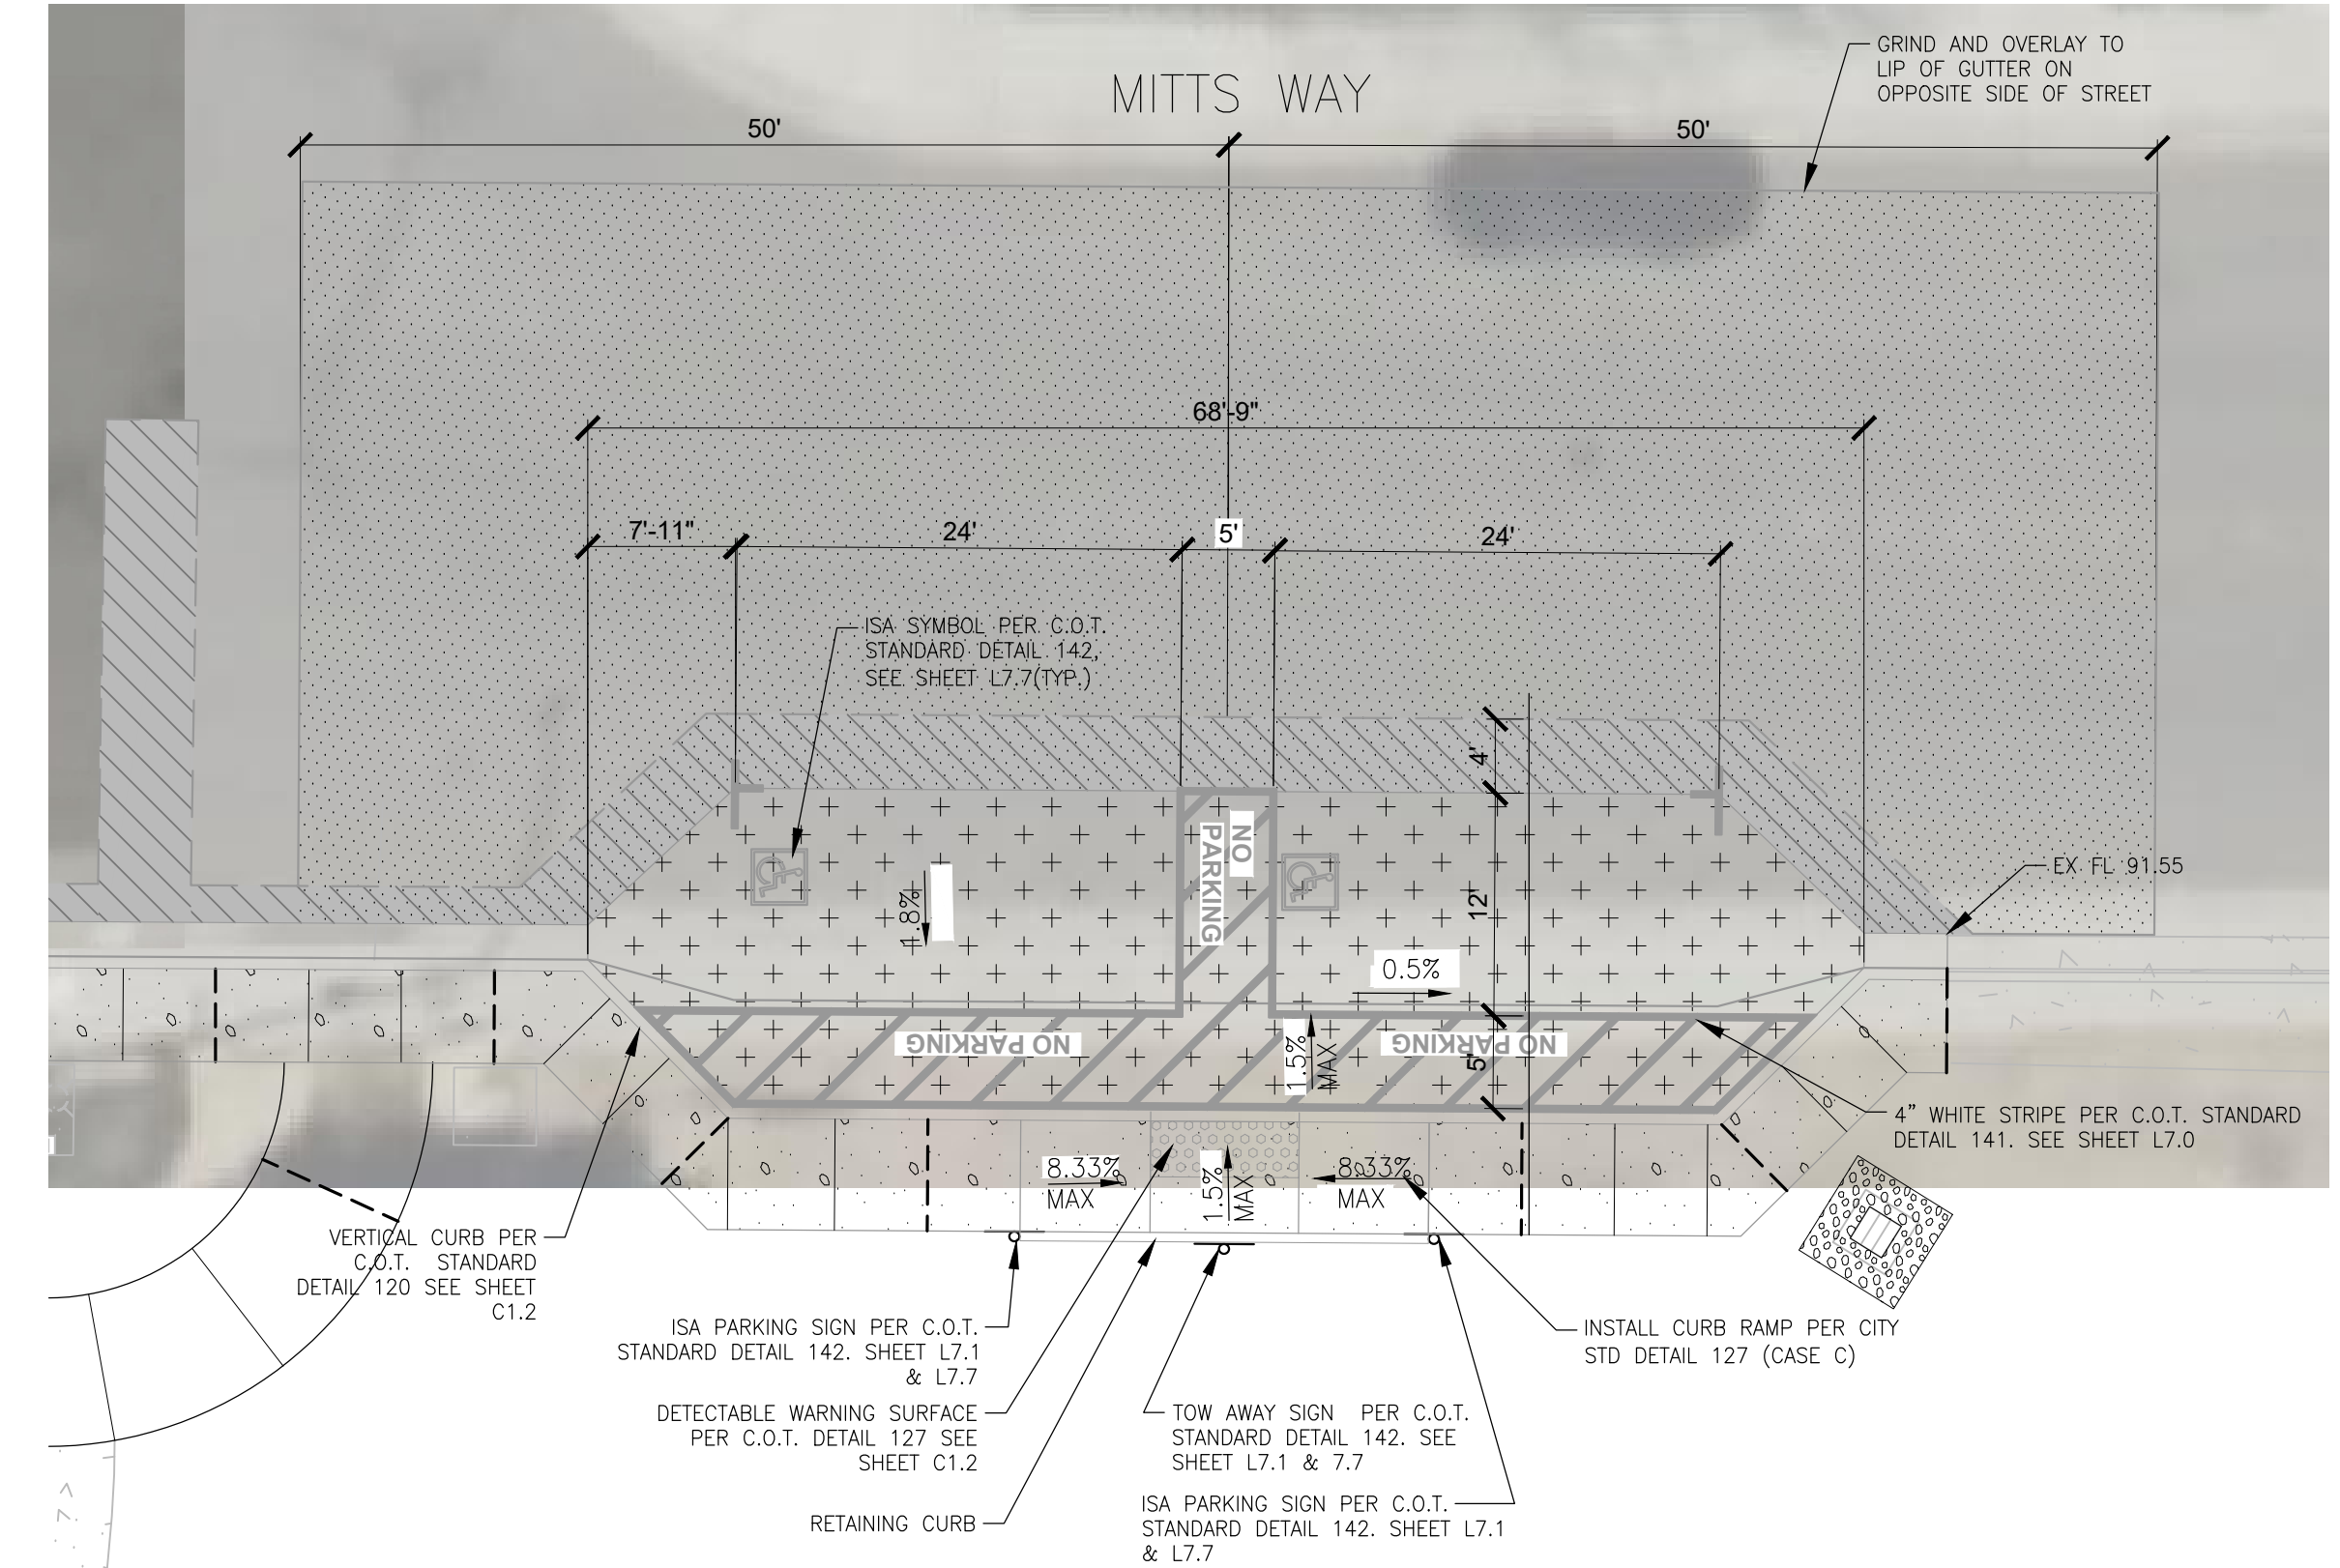 GRIND AND OVERLAY TO
LIP OF GUTTER ON
OPPOSITE SIDE OF STREET
MITTS WAY
50'
50'
68'-9"
7'-11"
24'
5'
24'
ISA SYMBOL PER C.O.T.
STANDARD DETAIL 142,
SEE SHEET L7.7(TYP.)
4'
NO
PARKING
EX FL 91.55
1.8%
12'
0.5%
NO PARKING
NO PARKING
1.5%
MAX
5'
4” WHITE STRIPE PER C.O.T. STANDARD
DETAIL 141. SEE SHEET L7.0
8.33%
MAX
1.5%
MAX
8.33%
MAX
VERTICAL CURB PER
C.O.T. STANDARD
DETAIL 120 SEE SHEET
C1.2
ISA PARKING SIGN PER C.O.T.
STANDARD DETAIL 142. SHEET L7.1
& L7.7
INSTALL CURB RAMP PER CITY
STD DETAIL 127 (CASE C)
DETECTABLE WARNING SURFACE
PER C.O.T. DETAIL 127 SEE
SHEET C1.2
TOW AWAY SIGN PER C.O.T.
STANDARD DETAIL 142. SEE
SHEET L7.1 & 7.7
RETAINING CURB
ISA PARKING SIGN PER C.O.T.
STANDARD DETAIL 142. SHEET L7.1
& L7.7